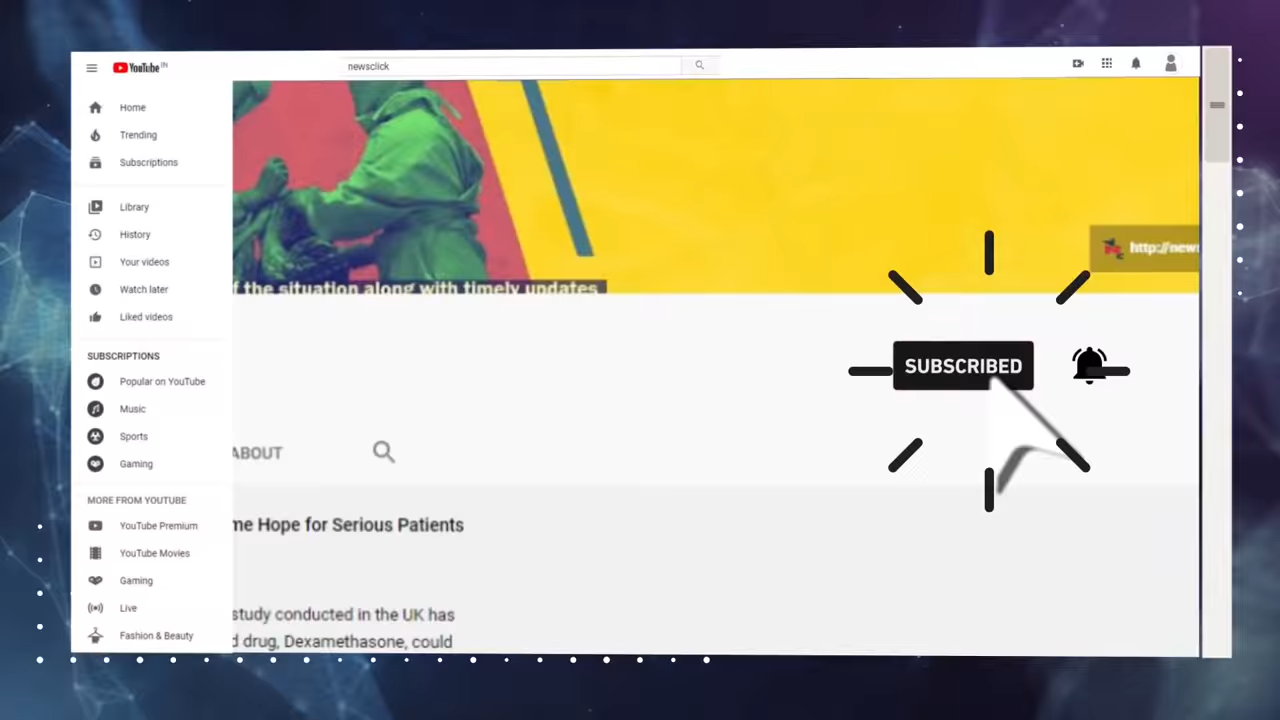 YouTube IN
newsclick
Home
Trending
Subscriptions
Library
History
Your videos
Watch later
Liked videos
SUBSCRIPTIONS
Popular on YouTube
Music
Sports
Gaming
MORE FROM YOUTUBE
YouTube Premium
YouTube Movies
Gaming
Live
Fashion & Beauty
http://news
f the situation along with timely updates
SUBSCRIBED
ABOUT
me Hope for Serious Patients
study conducted in the UK has
d drug, Dexamethasone, could